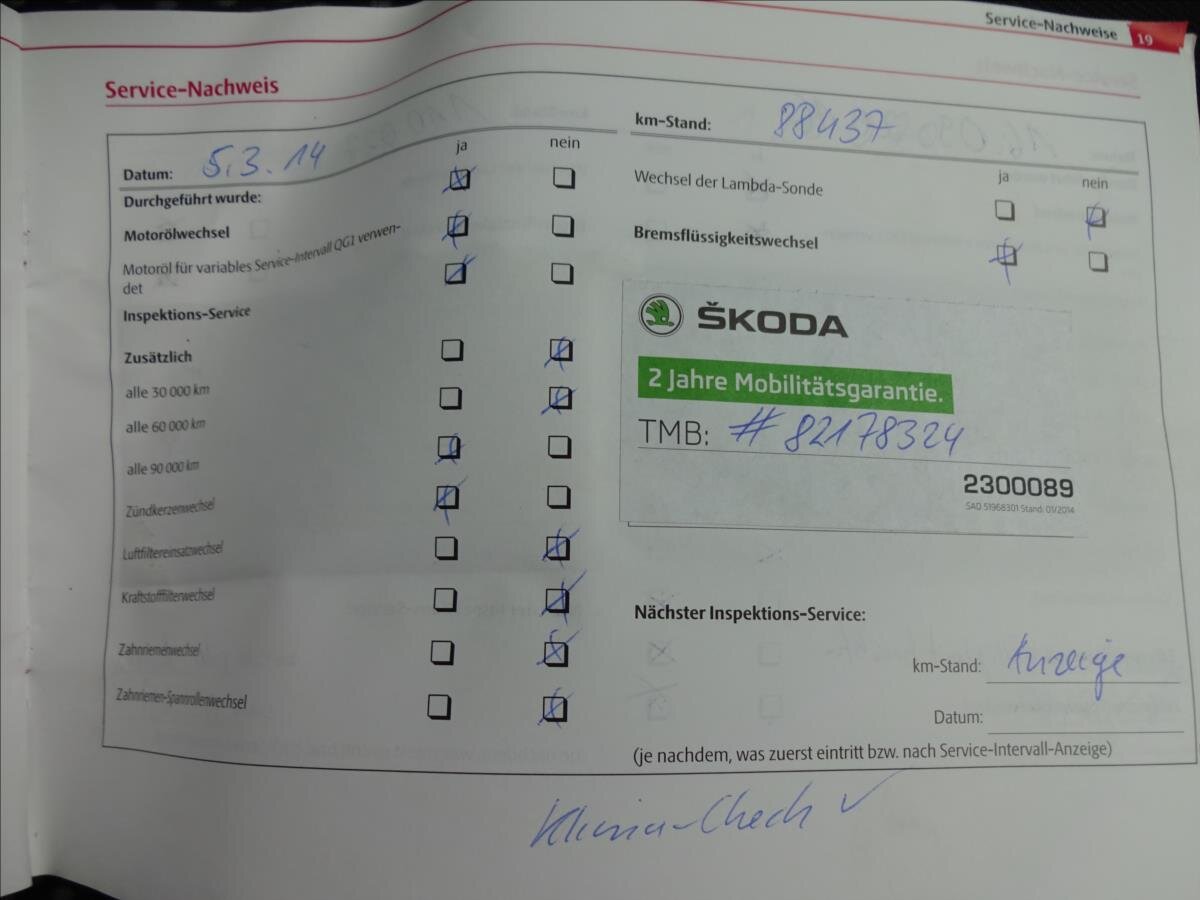 Service-Nachweise 19
Service-Nachweis
Datum: 5.3.14
ja nein
Durchgeführt wurde:
Motorölwechsel
Motoröl für variables Service-Intervall QG1 verwen-
det
Inspektions-Service
Zusätzlich
alle 30 000 km
alle 60 000 km
alle 90 000 km
Zündkerzenwechsel
Luftfiltereinsatzwechsel
Kraftstofffilterwechsel
Zahnriemenwechsel
Zahnriemen-Spannrollenwechsel
km-Stand: 88437
ja nein
Wechsel der Lambda-Sonde
Bremsflüssigkeitswechsel
ŠKODA
2 Jahre Mobilitätsgarantie.
TMB: # 82178324
2300089
SAD 51968301 Stand: 01/2014
Nächster Inspektions-Service:
km-Stand: Anzeige
Datum:
(je nachdem, was zuerst eintritt bzw. nach Service-Intervall-Anzeige)
Klima-Check ✓